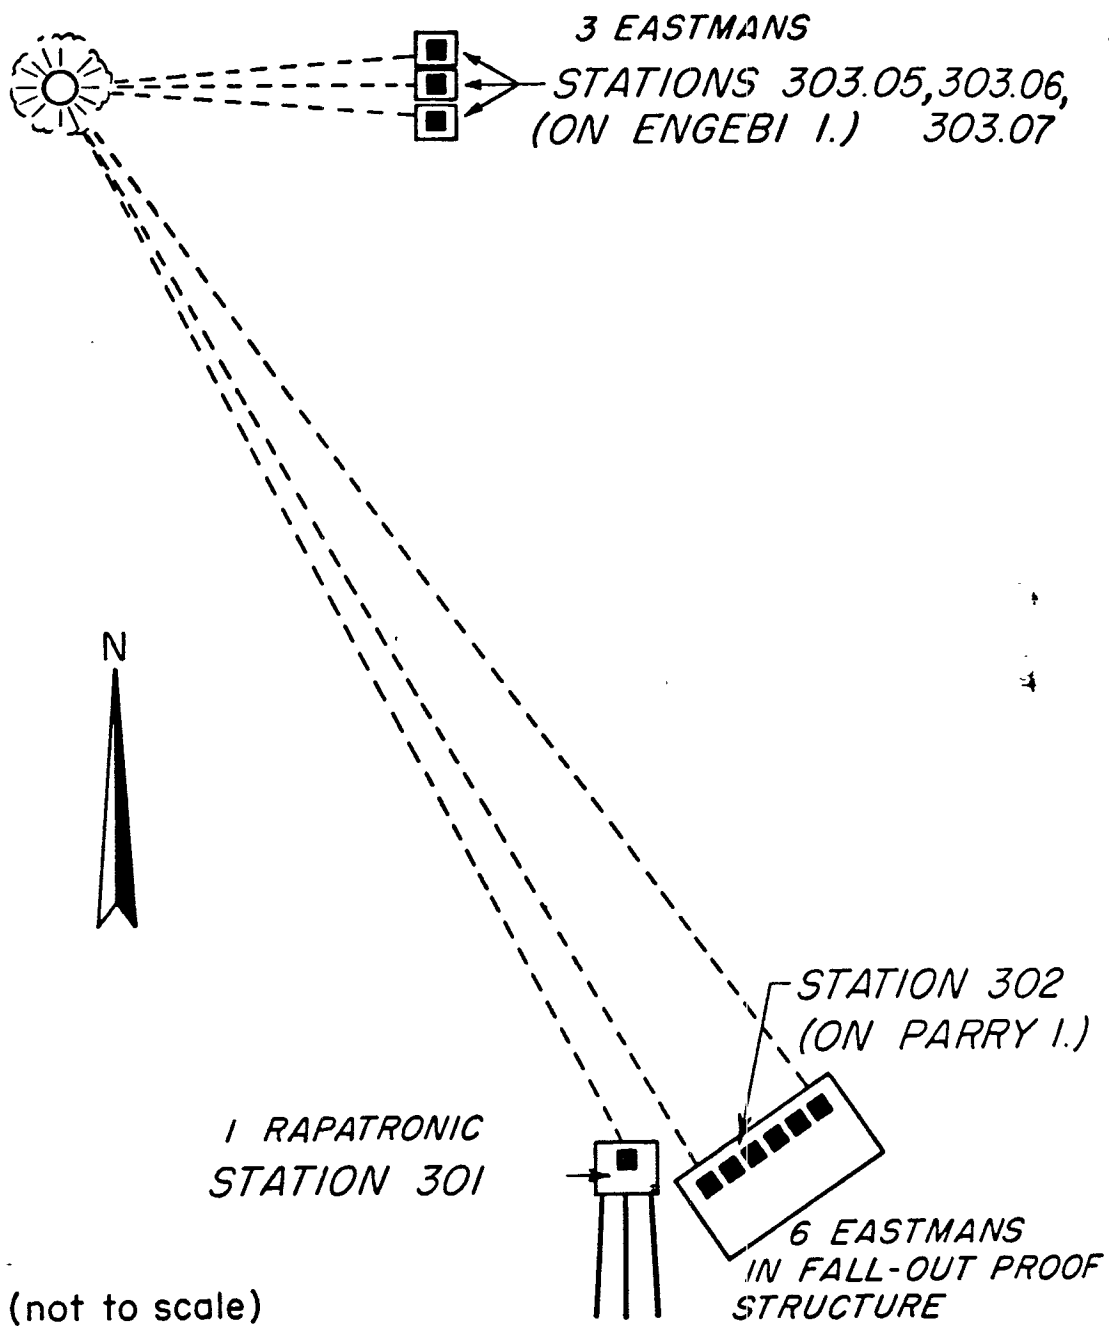 3 EASTMANS
STATIONS 303.05, 303.06,
(ON ENGEBI I.) 303.07
N
STATION 302
(ON PARRY I.)
1 RAPATRONIC
STATION 301
6 EASTMANS
IN FALL-OUT PROOF
STRUCTURE
(not to scale)